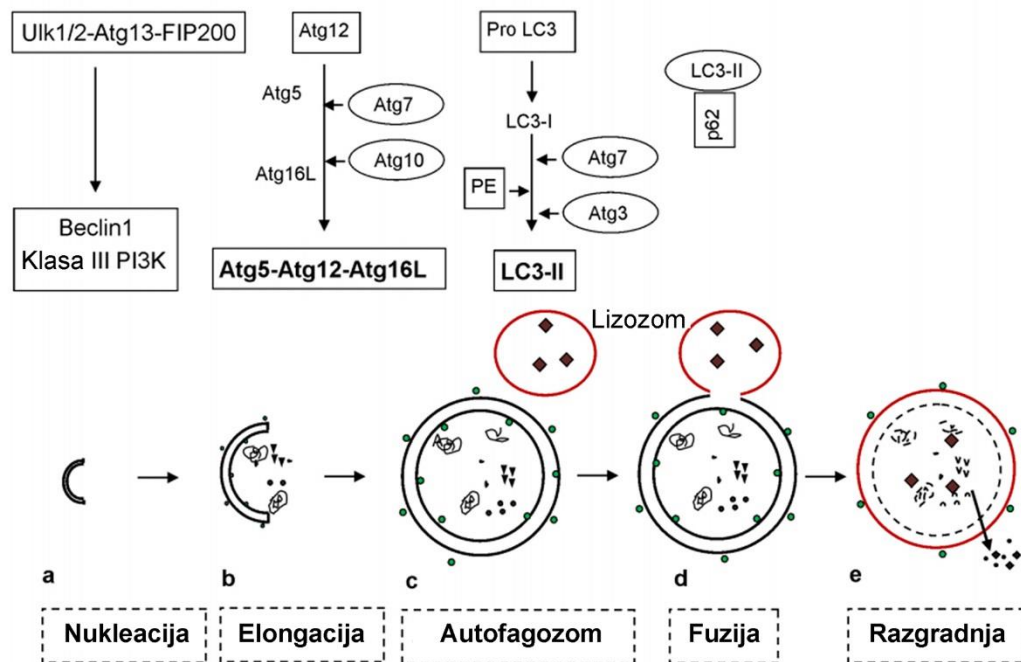 Ulk1/2-Atg13-FIP200
Atg12
Pro LC3
LC3-II
p62
Atg5
Atg7
LC3-I
Atg7
Atg10
Atg16L
PE
Atg3
Beclin1
Klasa III PI3K
Atg5-Atg12-Atg16L
LC3-II
Lizozom
a
b
c
d
e
Nukleacija
Elongacija
Autofagozom
Fuzija
Razgradnja